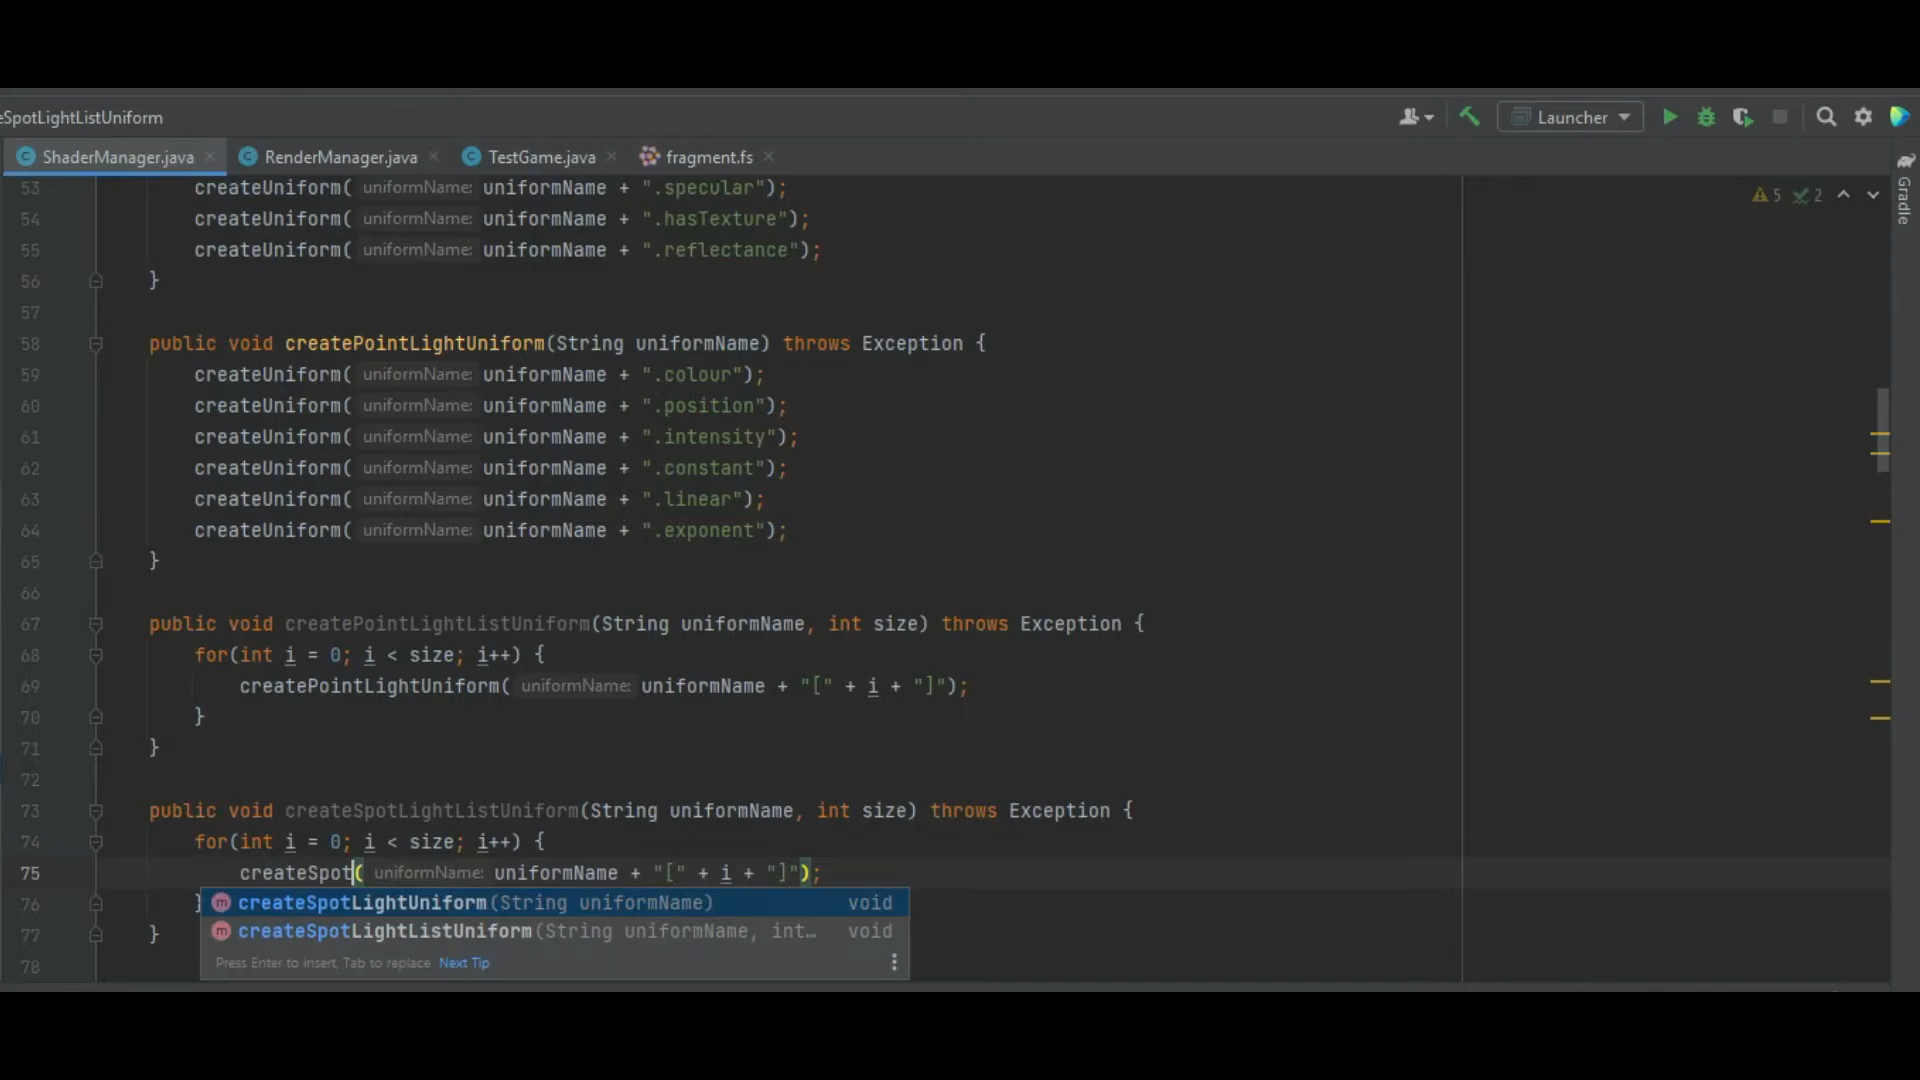 eSpotLightListUniform
Launcher
ShaderManager.java
RenderManager.java
TestGame.java
fragment.fs
5
2
Gradle
53 createUniform( uniformName: uniformName + ".specular");
54 createUniform( uniformName: uniformName + ".hasTexture");
55 createUniform( uniformName: uniformName + ".reflectance");
56 }
57
58 public void createPointLightUniform(String uniformName) throws Exception {
59 createUniform( uniformName: uniformName + ".colour");
60 createUniform( uniformName: uniformName + ".position");
61 createUniform( uniformName: uniformName + ".intensity");
62 createUniform( uniformName: uniformName + ".constant");
63 createUniform( uniformName: uniformName + ".linear");
64 createUniform( uniformName: uniformName + ".exponent");
65 }
66
67 public void createPointLightListUniform(String uniformName, int size) throws Exception {
68 for(int i = 0; i < size; i++) {
69 createPointLightUniform( uniformName: uniformName + "[" + i + "]");
70 }
71 }
72
73 public void createSpotLightListUniform(String uniformName, int size) throws Exception {
74 for(int i = 0; i < size; i++) {
75 createSpot( uniformName: uniformName + "[" + i + "]");
76 }
m createSpotLightUniform(String uniformName) void
77 }
m createSpotLightListUniform(String uniformName, int... void
78
Press Enter to insert, Tab to replace Next Tip